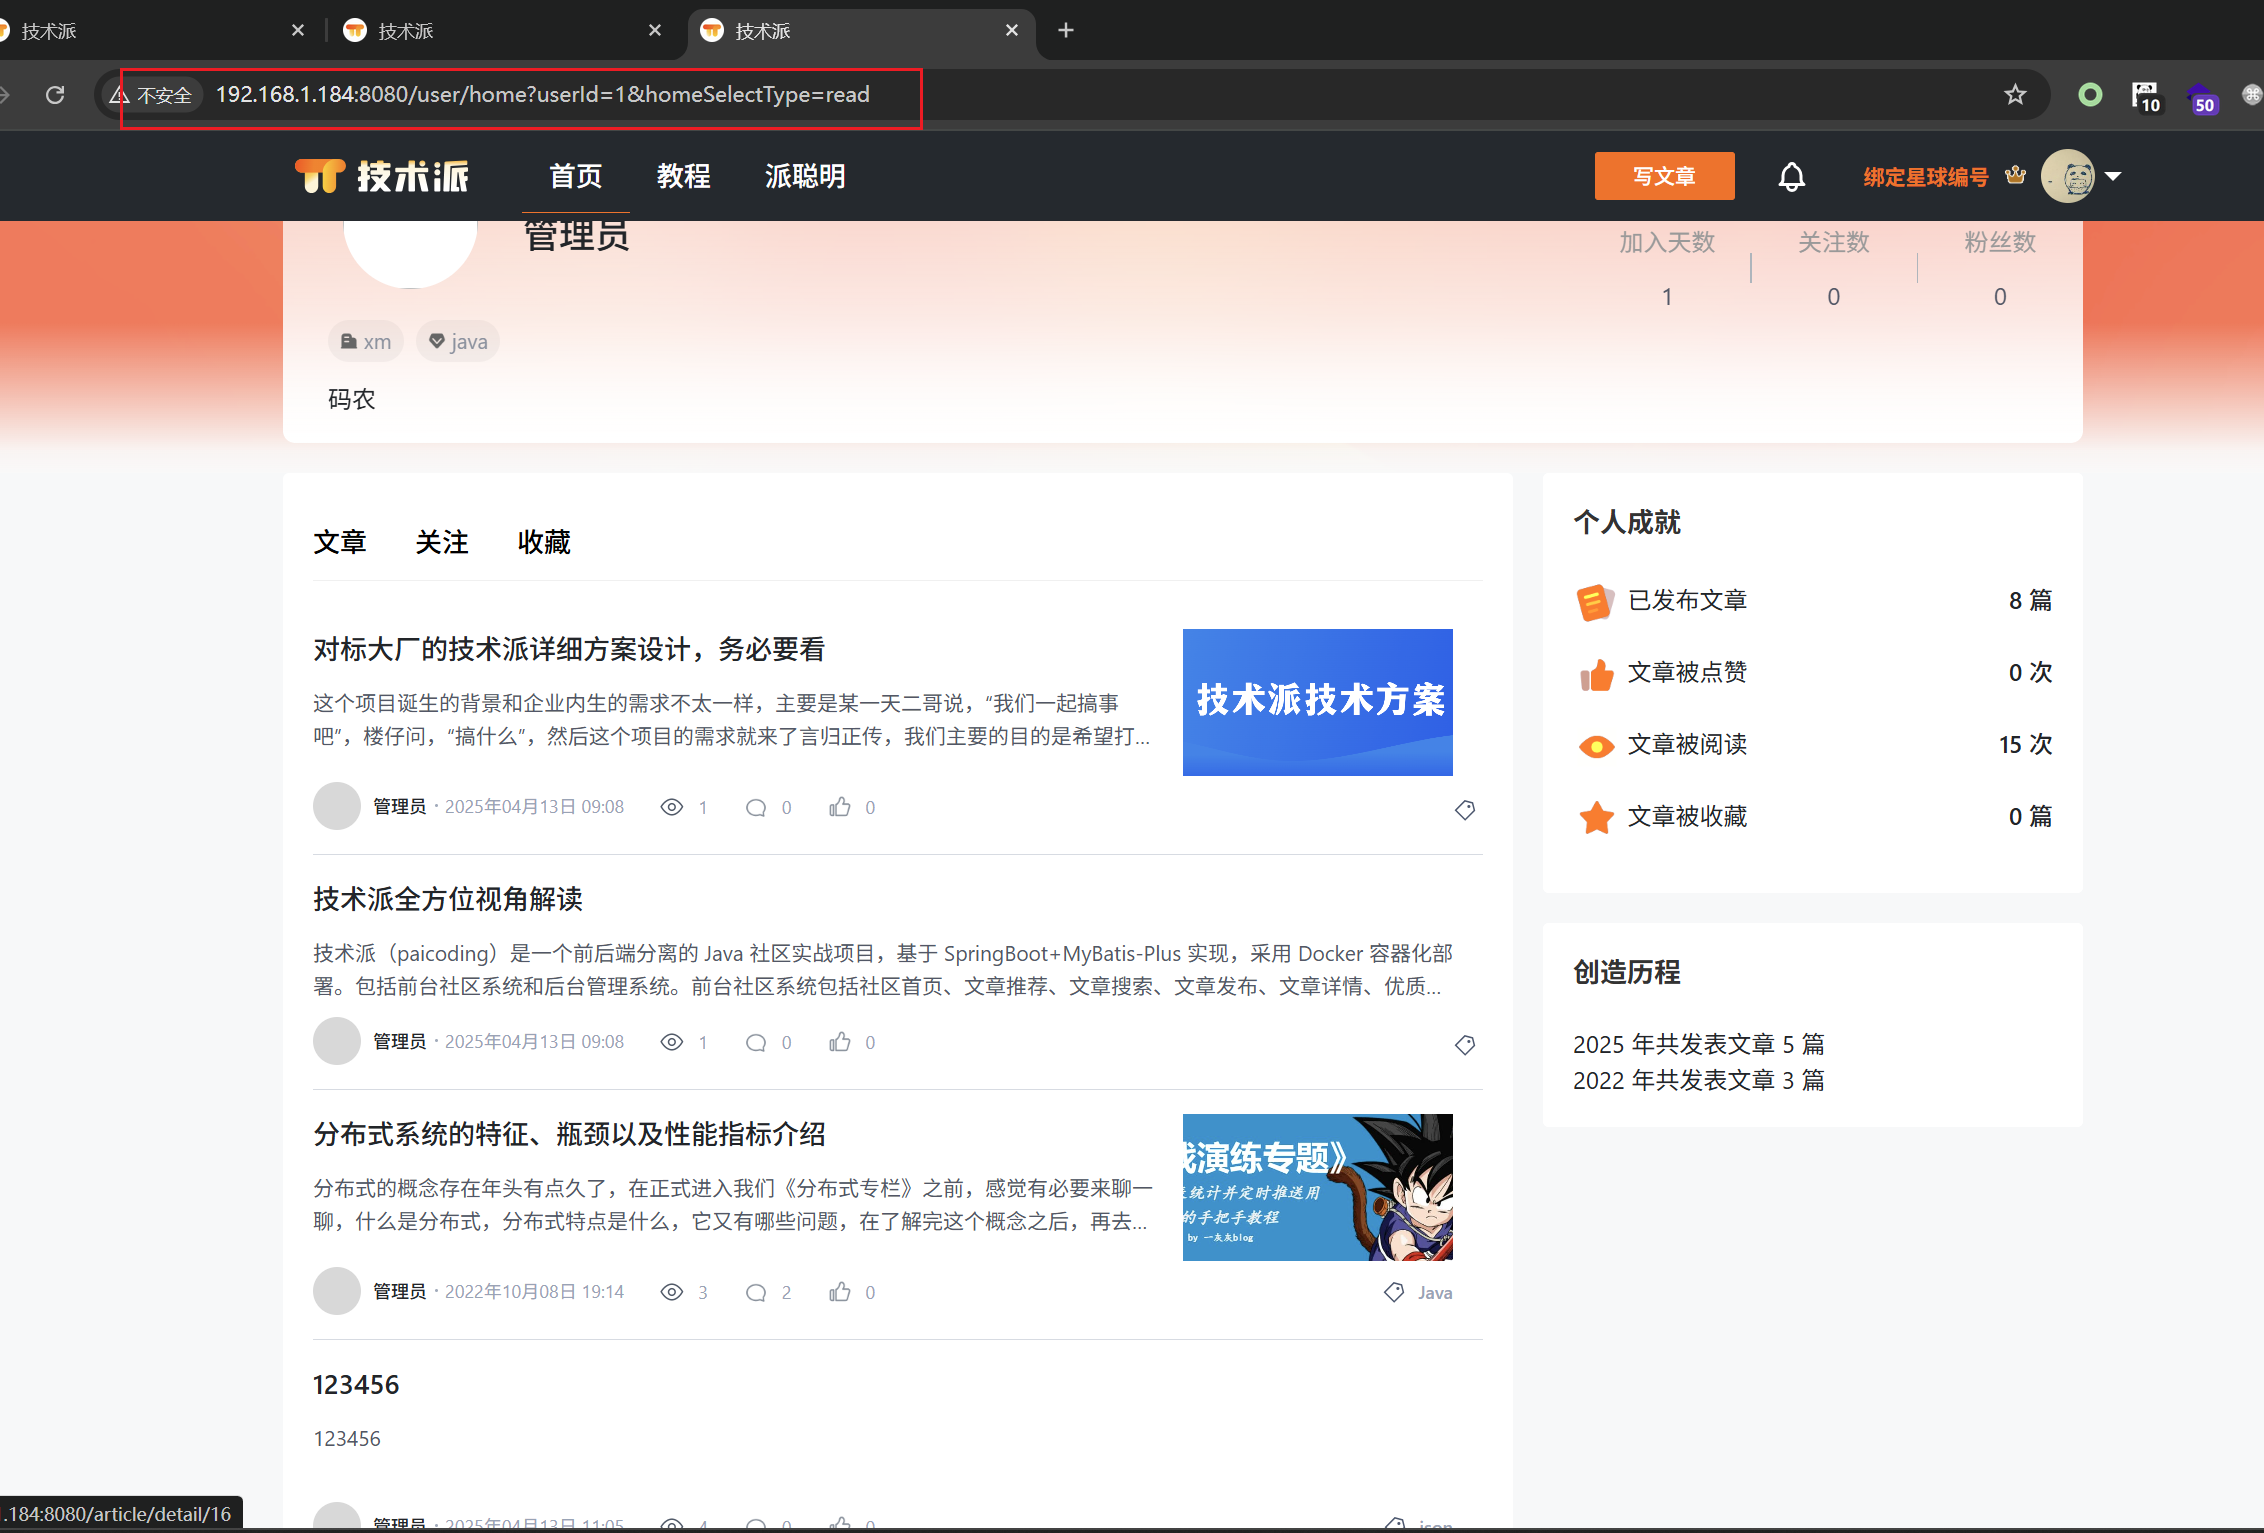 技术派
技术派
技术派
不安全 192.168.1.184:8080/user/home?userId=1&homeSelectType=read
10
50
技术派 首页 教程 派聪明 写文章 绑定星球编号
管理员
加入天数 关注数 粉丝数
1 0 0
xm java
码农
文章 关注 收藏
对标大厂的技术派详细方案设计，务必要看
这个项目诞生的背景和企业内生的需求不太一样，主要是某一天二哥说，“我们一起搞事
吧”，楼仔问，“搞什么”，然后这个项目的需求就来了言归正传，我们主要的目的是希望打...
技术派技术方案
管理员 · 2025年04月13日 09:08 1 0 0
技术派全方位视角解读
技术派（paicoding）是一个前后端分离的 Java 社区实战项目，基于 SpringBoot+MyBatis-Plus 实现，采用 Docker 容器化部
署。包括前台社区系统和后台管理系统。前台社区系统包括社区首页、文章推荐、文章搜索、文章发布、文章详情、优质...
管理员 · 2025年04月13日 09:08 1 0 0
分布式系统的特征、瓶颈以及性能指标介绍
分布式的概念存在年头有点久了，在正式进入我们《分布式专栏》之前，感觉有必要来聊一
聊，什么是分布式，分布式特点是什么，它又有哪些问题，在了解完这个概念之后，再去...
演练专题》
统计并定时推送用
的手把手教程
by 一灰灰blog
管理员 · 2022年10月08日 19:14 3 2 0 Java
123456
123456
管理员 · 2025年04月13日 11:05 4 0 0 json
个人成就
已发布文章 8 篇
文章被点赞 0 次
文章被阅读 15 次
文章被收藏 0 篇
创造历程
2025 年共发表文章 5 篇
2022 年共发表文章 3 篇
.184:8080/article/detail/16